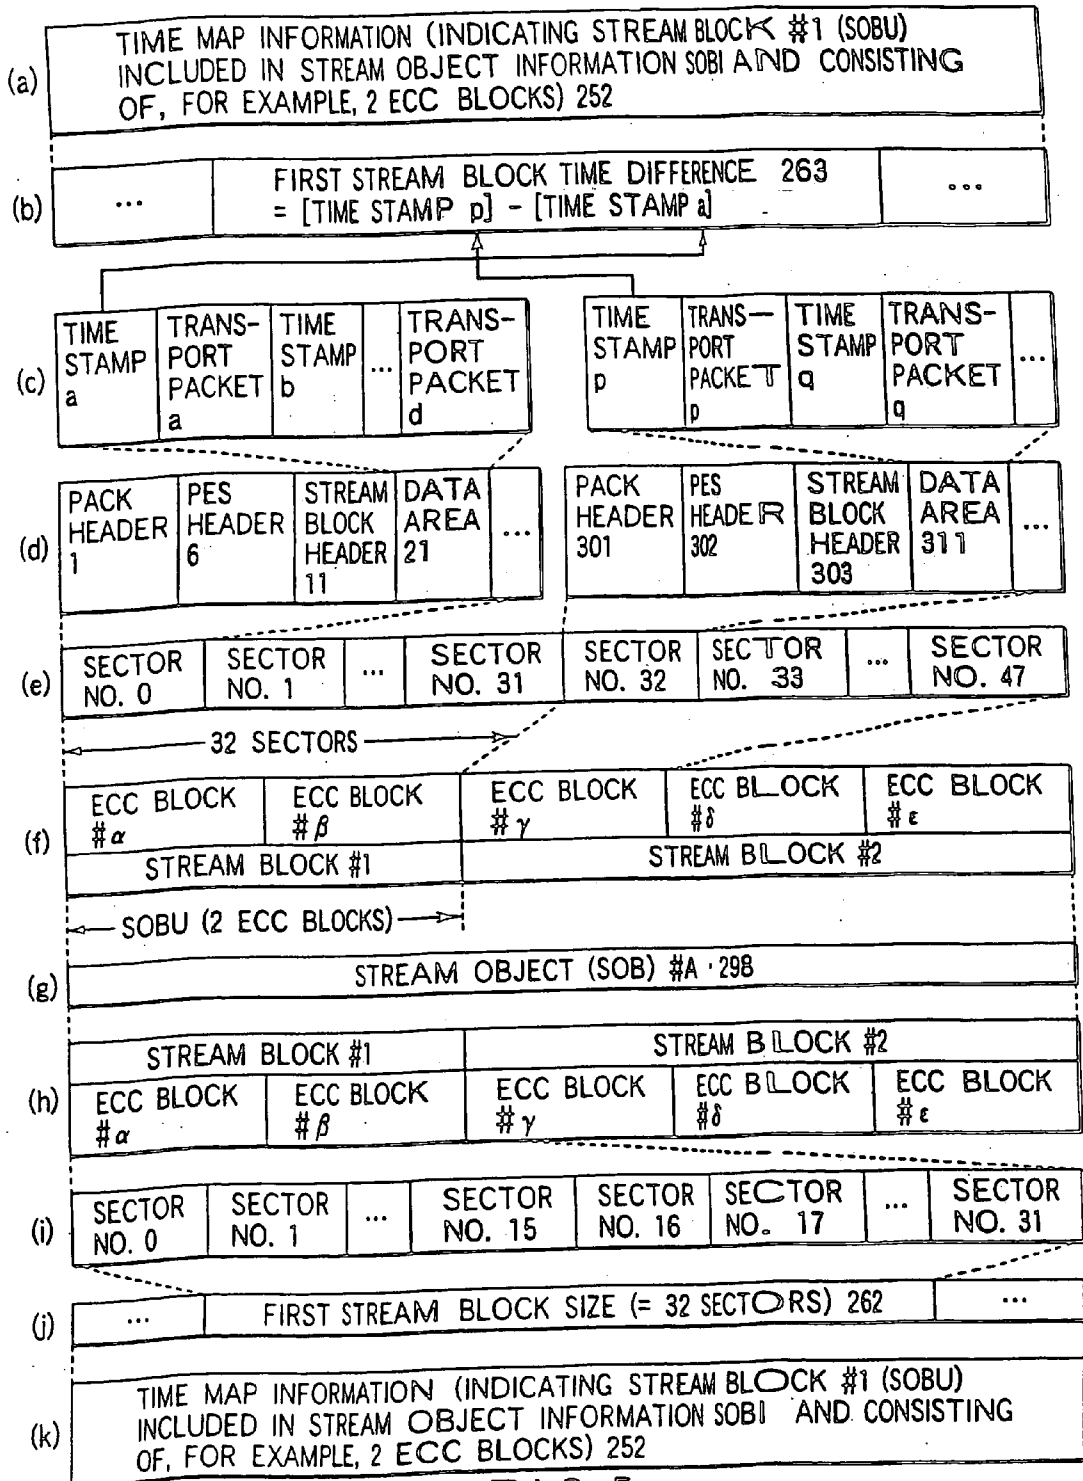 (a)
TIME MAP INFORMATION (INDICATING STREAM BLOCK #1 (SOBU)
INCLUDED IN STREAM OBJECT INFORMATION SOBI AND CONSISTING
OF, FOR EXAMPLE, 2 ECC BLOCKS) 252
(b)
...
FIRST STREAM BLOCK TIME DIFFERENCE 263
= [TIME STAMP p] - [TIME STAMP a]
...
(c)
TIME
STAMP
a
TRANS-
PORT
PACKET
a
TIME
STAMP
b
...
TRANS-
PORT
PACKET
d
TIME
STAMP
p
TRANS-
PORT
PACKET
p
TIME
STAMP
q
TRANS-
PORT
PACKET
q
...
(d)
PACK
HEADER
1
PES
HEADER
6
STREAM
BLOCK
HEADER
11
DATA
AREA
21
...
PACK
HEADER
301
PES
HEADER
302
STREAM
BLOCK
HEADER
303
DATA
AREA
311
...
(e)
SECTOR
NO. 0
SECTOR
NO. 1
...
SECTOR
NO. 31
SECTOR
NO. 32
SECTOR
NO. 33
...
SECTOR
NO. 47
32 SECTORS
(f)
ECC BLOCK
#α
ECC BLOCK
#β
ECC BLOCK
#γ
ECC BLOCK
#δ
ECC BLOCK
#ε
STREAM BLOCK #1
STREAM BLOCK #2
SOBU (2 ECC BLOCKS)
(g)
STREAM OBJECT (SOB) #A · 298
(h)
STREAM BLOCK #1
STREAM BLOCK #2
ECC BLOCK
#α
ECC BLOCK
#β
ECC BLOCK
#γ
ECC BLOCK
#δ
ECC BLOCK
#ε
(i)
SECTOR
NO. 0
SECTOR
NO. 1
...
SECTOR
NO. 15
SECTOR
NO. 16
SECTOR
NO. 17
...
SECTOR
NO. 31
(j)
...
FIRST STREAM BLOCK SIZE (= 32 SECTORS) 262
...
(k)
TIME MAP INFORMATION (INDICATING STREAM BLOCK #1 (SOBU)
INCLUDED IN STREAM OBJECT INFORMATION SOBI AND CONSISTING
OF, FOR EXAMPLE, 2 ECC BLOCKS) 252